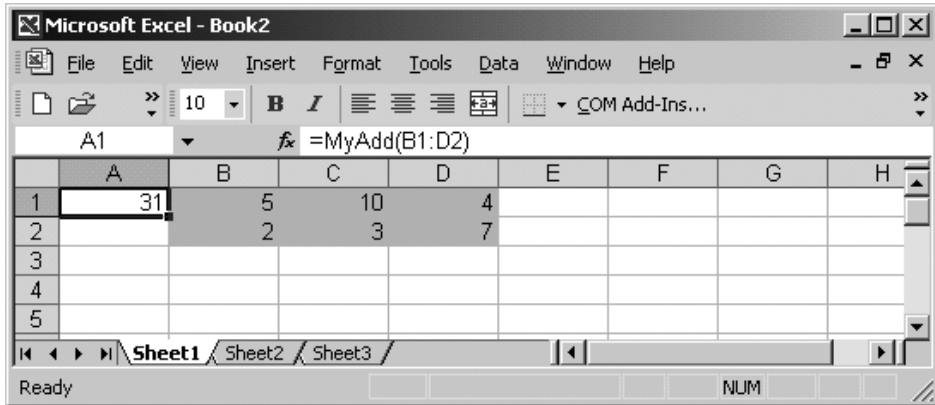 Microsoft Excel - Book2
File Edit View Insert Format Tools Data Window Help
10 B I COM Add-Ins...
A1 fx =MyAdd(B1:D2)
A B C D E F G H
1 31 5 10 4
2 2 3 7
3
4
5
Sheet1 Sheet2 Sheet3
Ready NUM